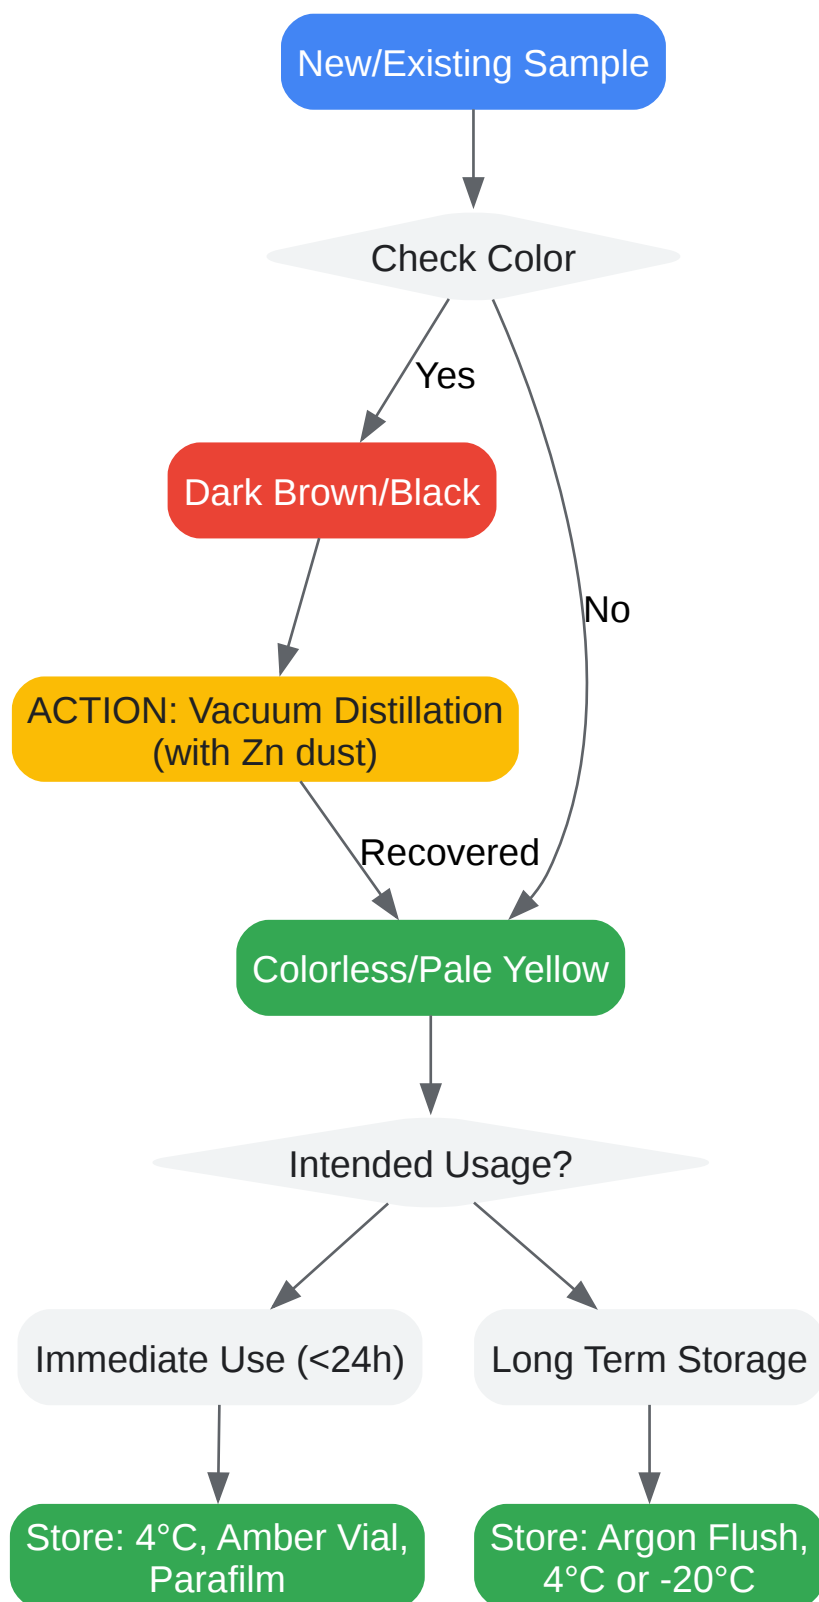 New/Existing Sample
Check Color
Yes
Dark Brown/Black
No
ACTION: Vacuum Distillation
(with Zn dust)
Recovered
Colorless/Pale Yellow
Intended Usage?
Immediate Use (<24h)
Long Term Storage
Store: 4°C, Amber Vial,
Parafilm
Store: Argon Flush,
4°C or -20°C